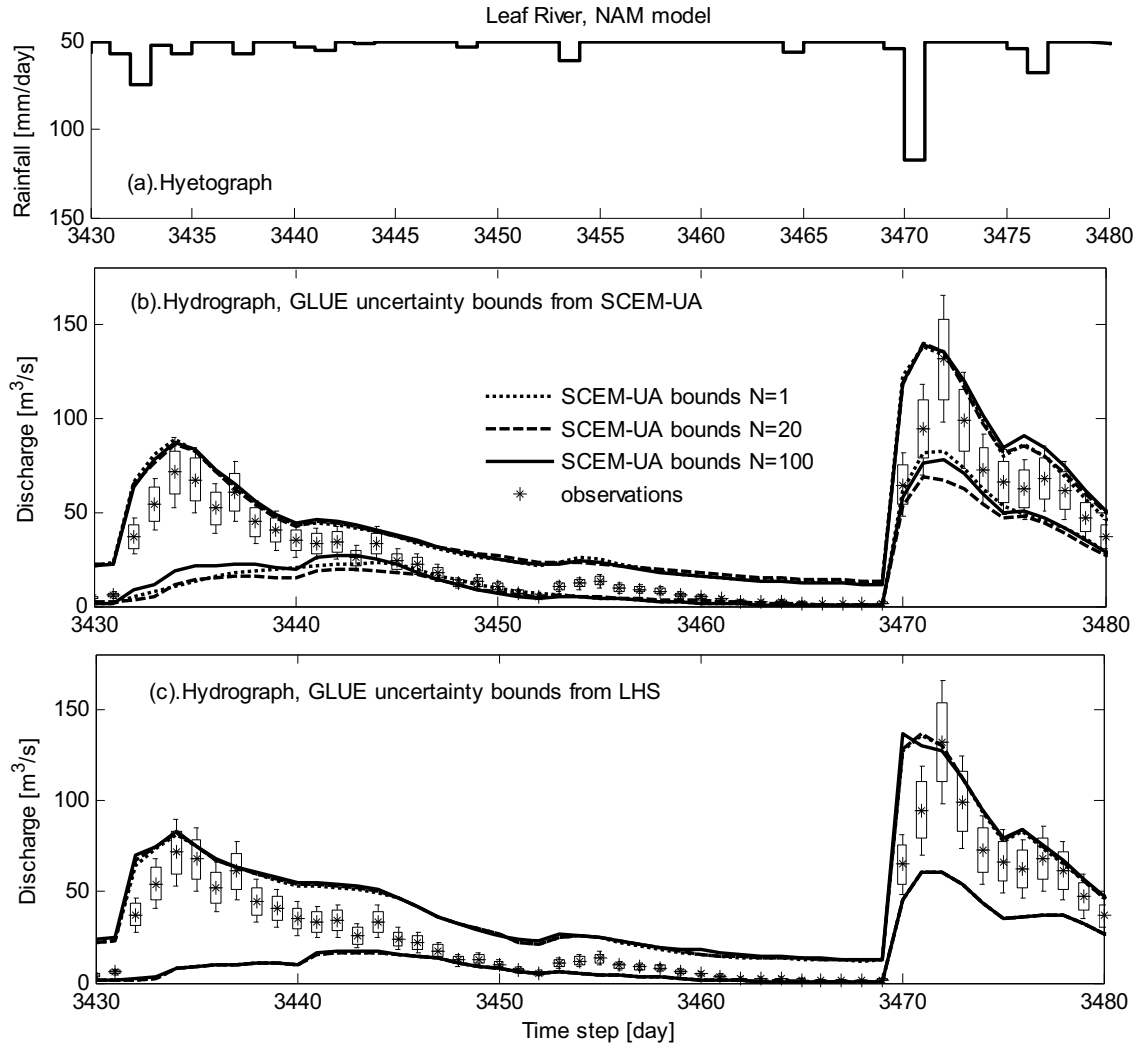 Leaf River, NAM model
50
100
150
Rainfall [mm/day]
(a).Hyetograph
3430 3435 3440 3445 3450 3455 3460 3465 3470 3475 3480
(b).Hydrograph, GLUE uncertainty bounds from SCEM-UA
150
100
50
0
Discharge [m³/s]
SCEM-UA bounds N=1
SCEM-UA bounds N=20
SCEM-UA bounds N=100
observations
3430 3440 3450 3460 3470 3480
(c).Hydrograph, GLUE uncertainty bounds from LHS
150
100
50
0
Discharge [m³/s]
3430 3440 3450 3460 3470 3480
Time step [day]